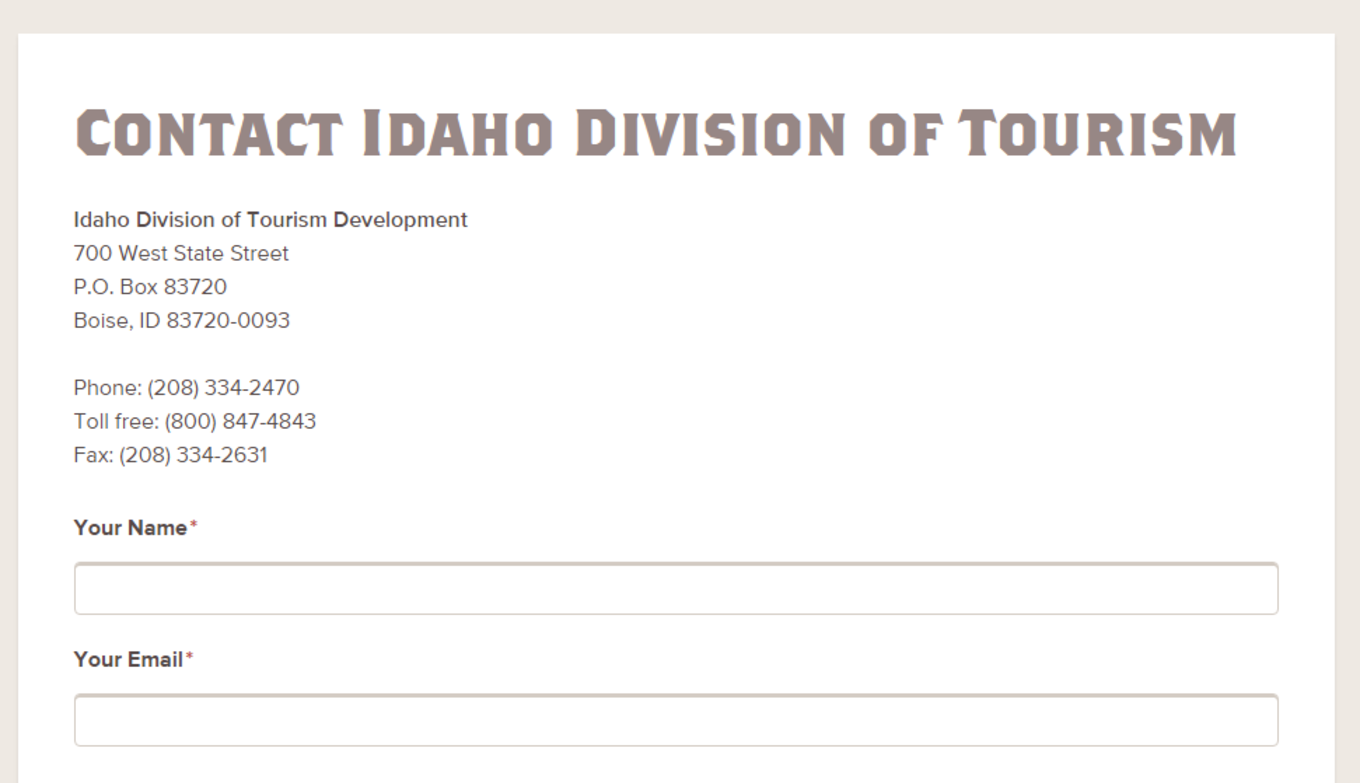 Contact Idaho Division of Tourism
Idaho Division of Tourism Development
700 West State Street
P.O. Box 83720
Boise, ID 83720-0093
Phone: (208) 334-2470
Toll free: (800) 847-4843
Fax: (208) 334-2631
Your Name*
Your Email*